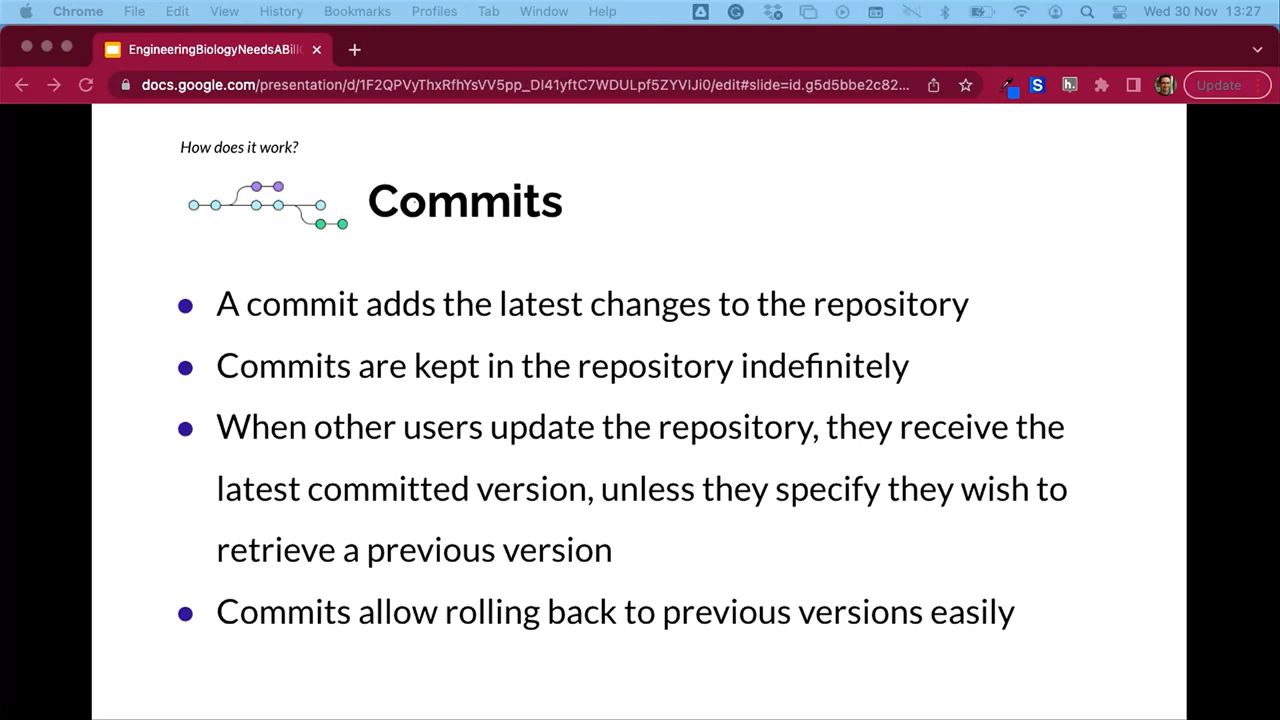 Chrome File Edit View History Bookmarks Profiles Tab Window Help Wed 30 Nov 13:27
EngineeringBiologyNeedsABill
docs.google.com/presentation/d/1F2QPVyThxRfhYsVV5pp_DI41yftC7WDULpf5ZYVIJi0/edit#slide=id.g5d5bbe2c82... S h. Update
How does it work?
Commits
A commit adds the latest changes to the repository
Commits are kept in the repository indefinitely
When other users update the repository, they receive the
latest committed version, unless they specify they wish to
retrieve a previous version
Commits allow rolling back to previous versions easily